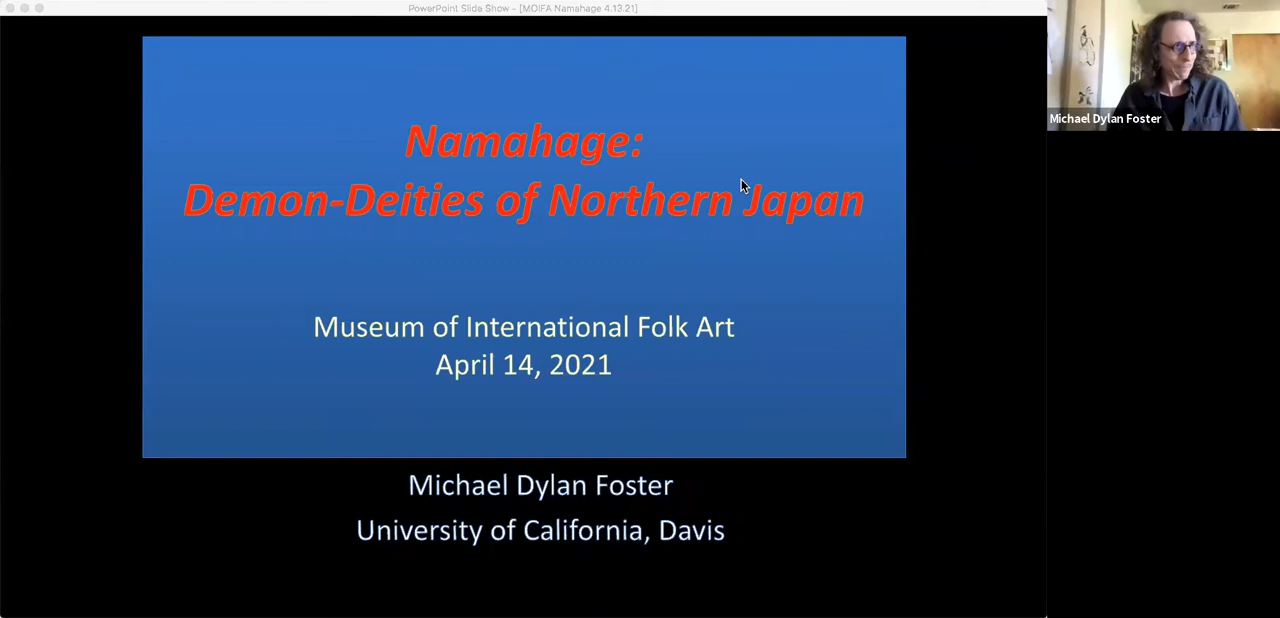 PowerPoint Slide Show - [MOIFA Namahage 4.13.21]
Namahage:
Demon-Deities of Northern Japan
Museum of International Folk Art
April 14, 2021
Michael Dylan Foster
University of California, Davis
Michael Dylan Foster